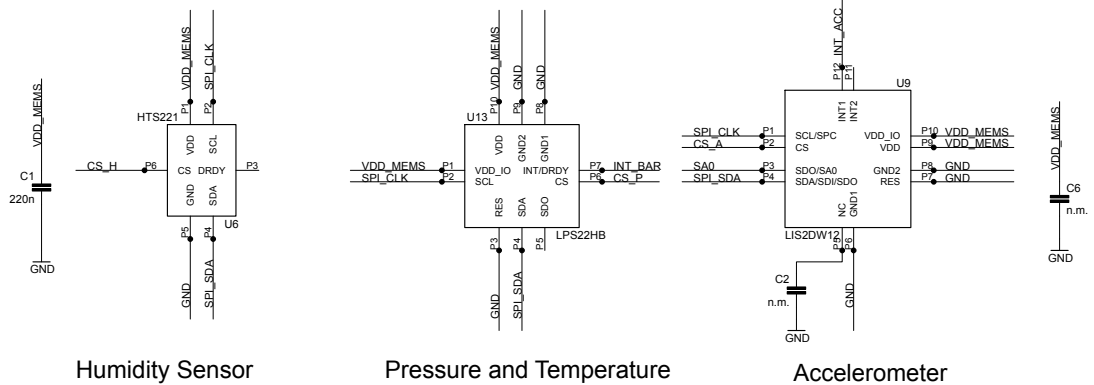 VDD_MEMS
C1
220n
GND
VDD_MEMS
SPI_CLK
P1
P2
HTS221
VDD
SCL
CS_H
P6
CS
DRDY
P3
GND
SDA
U6
P5
P4
GND
SPI_SDA
Humidity Sensor
VDD_MEMS
GND
GND
P10
P9
P8
U13
VDD
GND2
GND1
VDD_MEMS
P1
VDD_IO
INT/DRDY
P7
INT_BAR
SPI_CLK
P2
SCL
CS
P6
CS_P
RES
SDA
SDO
LPS22HB
P3
P4
P5
GND
SPI_SDA
Pressure and Temperature
INT_ACC
P12
P11
U9
INT1
INT2
SPI_CLK
P1
SCL/SPC
VDD_IO
P10
VDD_MEMS
CS_A
P2
CS
VDD
P9
VDD_MEMS
SA0
P3
SDO/SA0
GND2
P8
GND
SPI_SDA
P4
SDA/SDI/SDO
RES
P7
GND
NC
GND1
LIS2DW12
P5
P6
C2
n.m.
GND
GND
VDD_MEMS
C6
n.m.
GND
Accelerometer